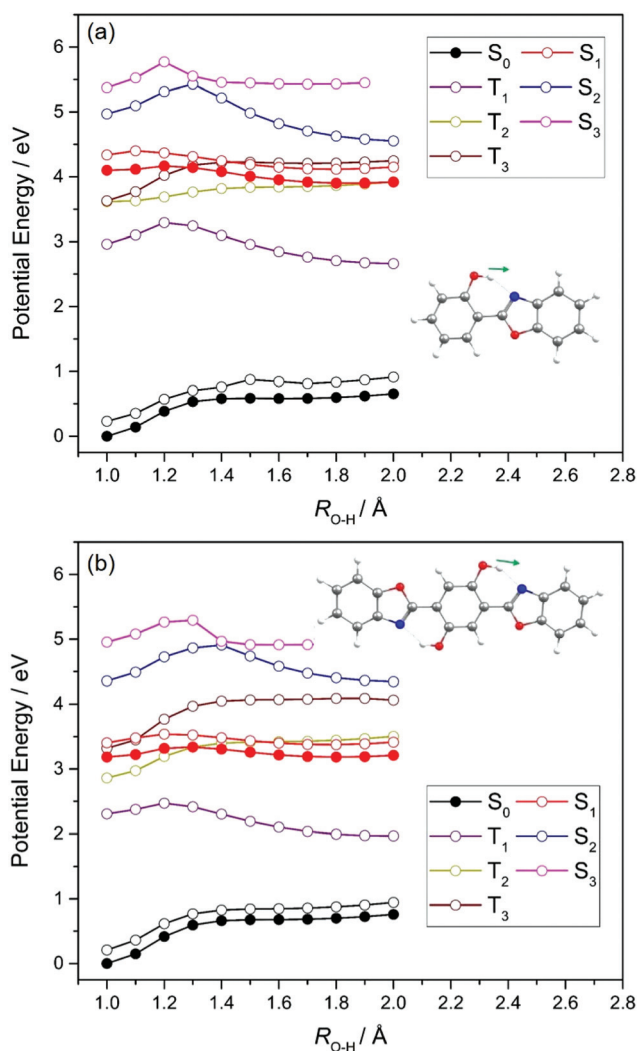 (a)
S₀ S₁
T₁ S₂
T₂ S₃
T₃
Potential Energy / eV
6
5
4
3
2
1
0
1.0 1.2 1.4 1.6 1.8 2.0 2.2 2.4 2.6 2.8
R_O-H / Å
(b)
S₀ S₁
T₁ S₂
T₂ S₃
T₃
Potential Energy / eV
6
5
4
3
2
1
0
1.0 1.2 1.4 1.6 1.8 2.0 2.2 2.4 2.6 2.8
R_O-H / Å